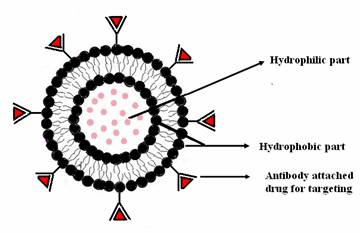 Hydrophilic part
Hydrophobic part
Antibody attached
drug for targeting